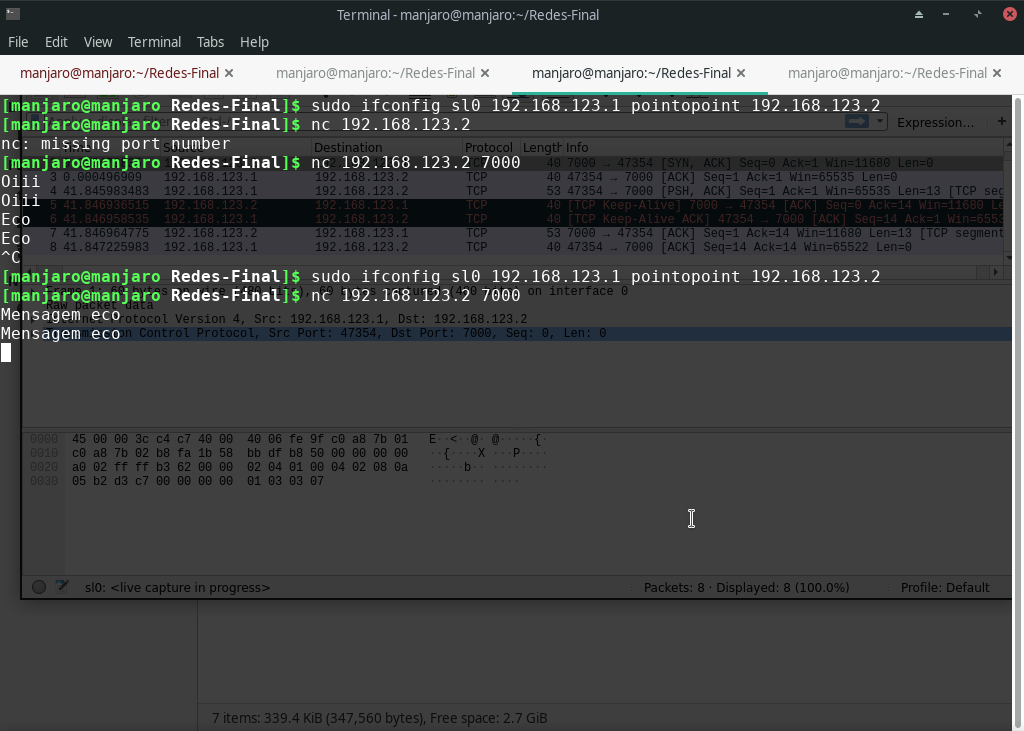 Terminal - manjaro@manjaro:~/Redes-Final
File Edit View Terminal Tabs Help
manjaro@manjaro:~/Redes-Final manjaro@manjaro:~/Redes-Final manjaro@manjaro:~/Redes-Final manjaro@manjaro:~/Redes-Final
[manjaro@manjaro Redes-Final]$ sudo ifconfig sl0 192.168.123.1 pointopoint 192.168.123.2
[manjaro@manjaro Redes-Final]$ nc 192.168.123.2
nc: missing port number
[manjaro@manjaro Redes-Final]$ nc 192.168.123.2 7000
Oiii
Oiii
Eco
Eco
^C
[manjaro@manjaro Redes-Final]$ sudo ifconfig sl0 192.168.123.1 pointopoint 192.168.123.2
[manjaro@manjaro Redes-Final]$ nc 192.168.123.2 7000
Mensagem eco
Mensagem eco
Expression… +
Source Destination Protocol Length Info
40 7000 → 47354 [SYN, ACK] Seq=0 Ack=1 Win=11680 Len=0
3 0.000496909 192.168.123.1 192.168.123.2 TCP 40 47354 → 7000 [ACK] Seq=1 Ack=1 Win=65535 Len=0
4 41.845983483 192.168.123.1 192.168.123.2 TCP 53 47354 → 7000 [PSH, ACK] Seq=1 Ack=1 Win=65535 Len=13 [TCP seg
5 41.846936515 192.168.123.2 192.168.123.1 TCP 40 [TCP Keep-Alive] 7000 → 47354 [ACK] Seq=0 Ack=1 Win=11680 Le
6 41.846958535 192.168.123.1 192.168.123.2 TCP 40 [TCP Keep-Alive ACK] 47354 → 7000 [ACK] Seq=14 Ack=1 Win=6553
7 41.846964775 192.168.123.2 192.168.123.1 TCP 53 7000 → 47354 [ACK] Seq=1 Ack=14 Win=11680 Len=13 [TCP segment
8 41.847225983 192.168.123.1 192.168.123.2 TCP 40 47354 → 7000 [ACK] Seq=14 Ack=14 Win=65522 Len=0
on interface 0
Raw packet data
Protocol Version 4, Src: 192.168.123.1, Dst: 192.168.123.2
Control Protocol, Src Port: 47354, Dst Port: 7000, Seq: 0, Len: 0
0000 45 00 00 3c c4 c7 40 00 40 06 fe 9f c0 a8 7b 01 E··<··@· @·····{·
0010 c0 a8 7b 02 b8 fa 1b 58 bb df b8 50 00 00 00 00 ··{····X ···P····
0020 a0 02 ff ff b3 62 00 00 02 04 01 00 04 02 08 0a ·····b·· ········
0030 05 b2 d3 c7 00 00 00 00 01 03 03 07 ········ ····
sl0: <live capture in progress> Packets: 8 · Displayed: 8 (100.0%) Profile: Default
7 items: 339.4 KiB (347,560 bytes), Free space: 2.7 GiB